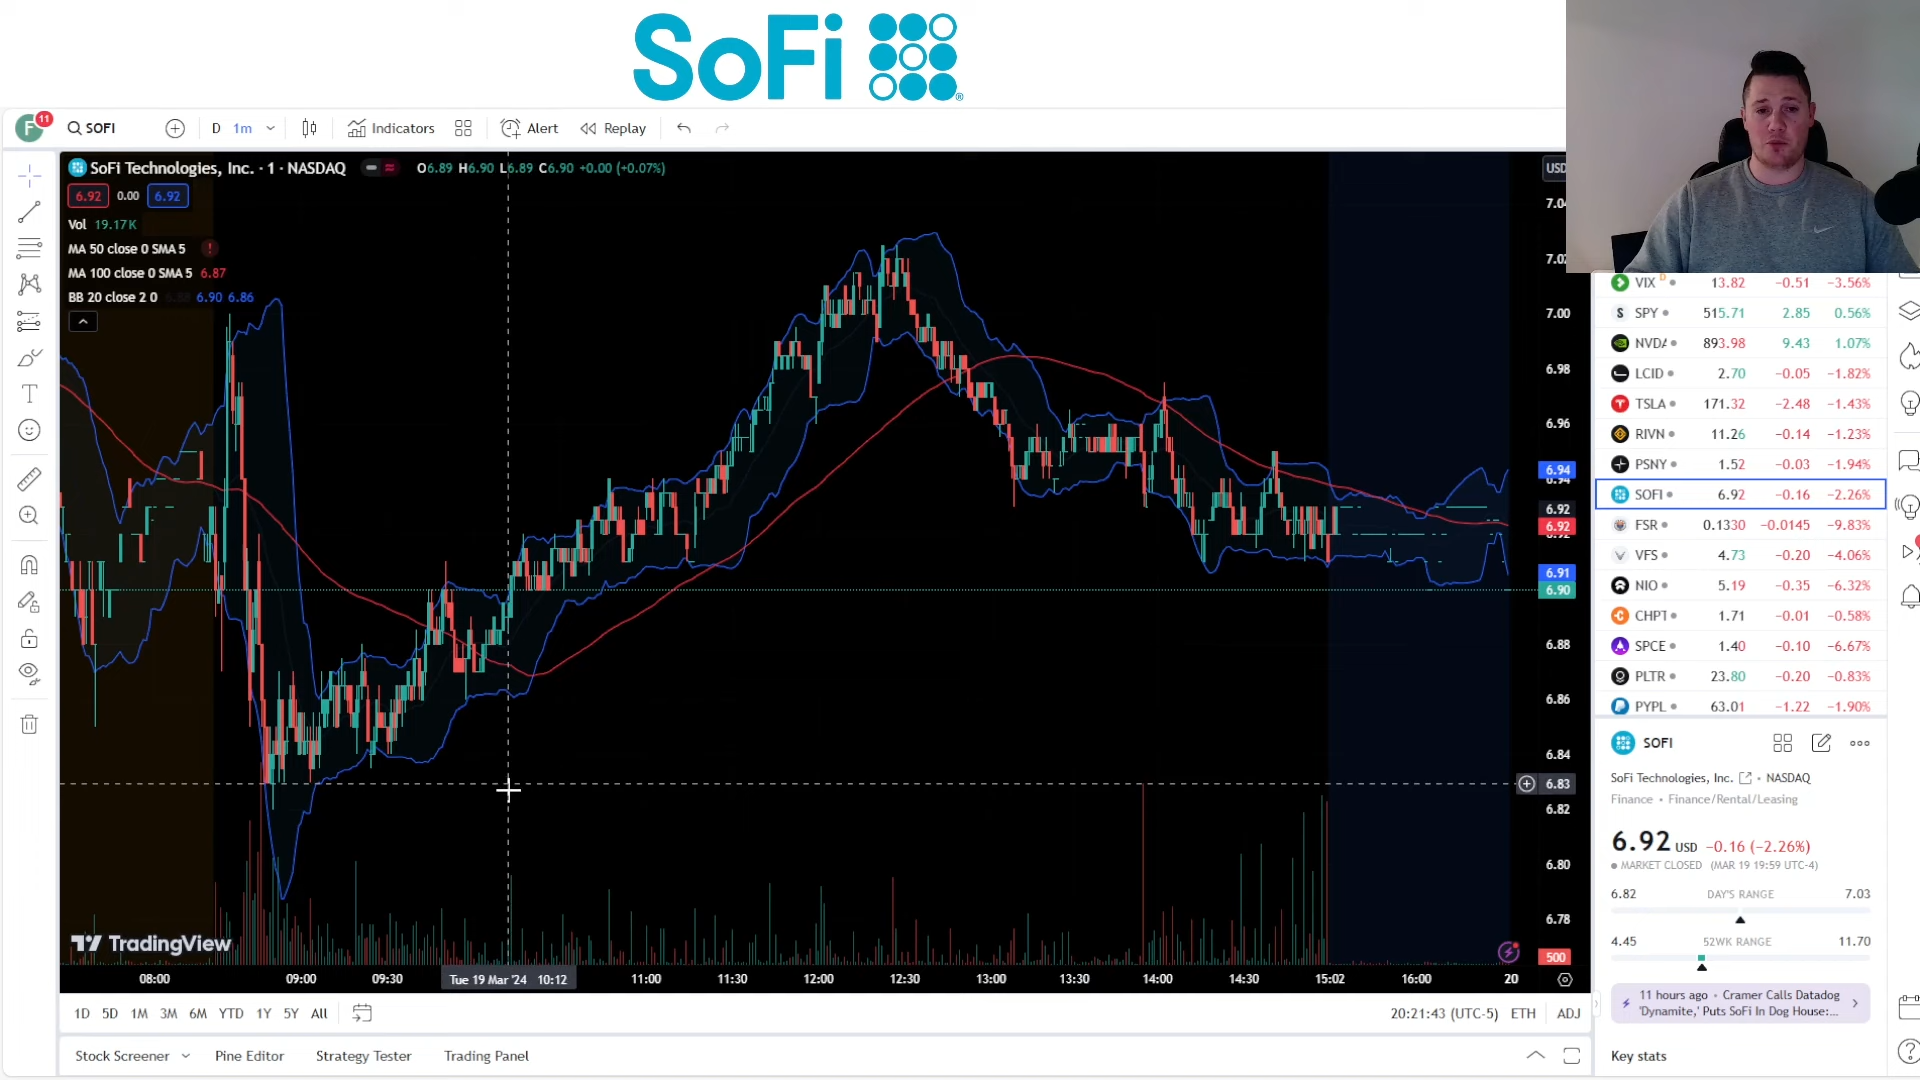 SoFi
F 11 SOFI D 1m Indicators Alert Replay
SoFi Technologies, Inc. · 1 · NASDAQ O6.89 H6.90 L6.89 C6.90 +0.00 (+0.07%)
6.92 0.00 6.92
Vol 19.17K
MA 50 close 0 SMA 5 !
MA 100 close 0 SMA 5 6.87
BB 20 close 2 0 6.88 6.90 6.86
USD
7.04
7.02
7.00
6.98
6.96
6.94
6.94
6.92
6.92
6.92
6.91
6.90
6.88
6.86
6.84
6.83
6.82
6.80
6.78
500
TradingView
08:00 09:00 09:30 Tue 19 Mar '24 10:12 11:00 11:30 12:00 12:30 13:00 13:30 14:00 14:30 15:02 16:00 20
1D 5D 1M 3M 6M YTD 1Y 5Y All 20:21:43 (UTC-5) ETH ADJ
Stock Screener Pine Editor Strategy Tester Trading Panel
VIX D 13.82 −0.51 −3.56%
SPY 515.71 2.85 0.56%
NVDA 893.98 9.43 1.07%
LCID 2.70 −0.05 −1.82%
TSLA 171.32 −2.48 −1.43%
RIVN 11.26 −0.14 −1.23%
PSNY 1.52 −0.03 −1.94%
SOFI 6.92 −0.16 −2.26%
FSR 0.1330 −0.0145 −9.83%
VFS 4.73 −0.20 −4.06%
NIO 5.19 −0.35 −6.32%
CHPT 1.71 −0.01 −0.58%
SPCE 1.40 −0.10 −6.67%
PLTR 23.80 −0.20 −0.83%
PYPL 63.01 −1.22 −1.90%
SOFI
SoFi Technologies, Inc. • NASDAQ
Finance • Finance/Rental/Leasing
6.92 USD −0.16 (−2.26%)
MARKET CLOSED (MAR 19 19:59 UTC-4)
6.82 DAY'S RANGE 7.03
4.45 52WK RANGE 11.70
11 hours ago • Cramer Calls Datadog
'Dynamite,' Puts SoFi In Dog House:...
Key stats